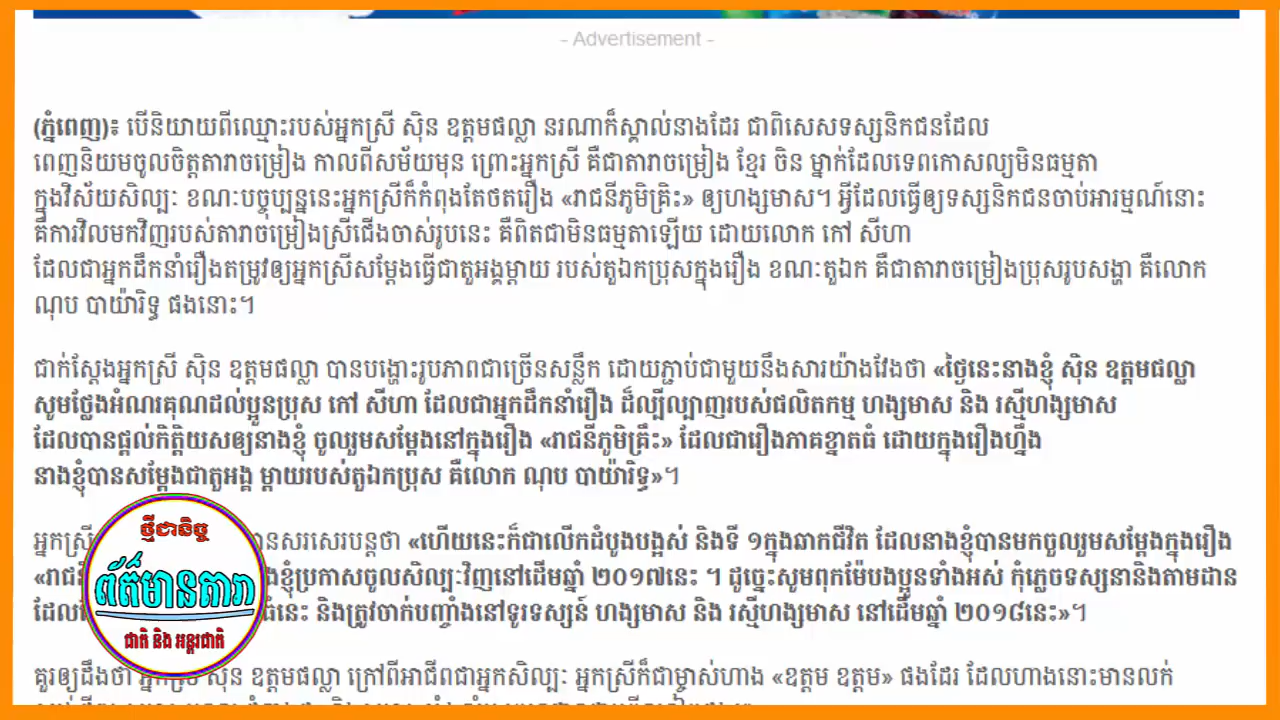 - Advertisement -
(ភ្នំពេញ)៖ បើនិយាយពីឈ្មោះរបស់អ្នកស្រី ស៊ិន ឧត្តមផល្លា នរណាក៏ស្គាល់នាងដែរ ជាពិសេសទស្សនិកជនដែល
ពេញនិយមចូលចិត្តតារាចម្រៀង កាលពីសម័យមុន ព្រោះអ្នកស្រី គឺជាតារាចម្រៀង ខ្មែរ ចិន ម្នាក់ដែលទេពកោសល្យមិនធម្មតា
ក្នុងវិស័យសិល្បៈ ខណៈបច្ចុប្បន្ននេះអ្នកស្រីក៏កំពុងតែថតរឿង «រាជនីភូមិគ្រិះ» ឲ្យហង្សមាស។ អ្វីដែលធ្វើឲ្យទស្សនិកជនចាប់អារម្មណ៍នោះ
គឺការវិលមកវិញរបស់តារាចម្រៀងស្រីជើងចាស់រូបនេះ គឺពិតជាមិនធម្មតាឡើយ ដោយលោក កៅ សីហា
ដែលជាអ្នកដឹកនាំរឿងតម្រូវឲ្យអ្នកស្រីសម្ដែងធ្វើជាតួអង្គម្ដាយ របស់តួឯកប្រុសក្នុងរឿង ខណៈតួឯក គឺជាតារាចម្រៀងប្រុសរូបសង្ហា គឺលោក
ណុប បាយ៉ារិទ្ធ ផងនោះ។
ជាក់ស្ដែងអ្នកស្រី ស៊ិន ឧត្តមផល្លា បានបង្ហោះរូបភាពជាច្រើនសន្លឹក ដោយភ្ជាប់ជាមួយនឹងសារយ៉ាងវែងថា «ថ្ងៃនេះនាងខ្ញុំ ស៊ិន ឧត្តមផល្លា
សូមថ្លែងអំណរគុណដល់ប្អូនប្រុស កៅ សីហា ដែលជាអ្នកដឹកនាំរឿង ដ៏ល្បីល្បាញរបស់ផលិតកម្ម ហង្សមាស និង រស្មីហង្សមាស
ដែលបានផ្ដល់កិត្តិយសឲ្យនាងខ្ញុំ ចូលរួមសម្ដែងនៅក្នុងរឿង «រាជនីភូមិគ្រឹះ» ដែលជារឿងភាគខ្នាតធំ ដោយក្នុងរឿងហ្នឹង
នាងខ្ញុំបានសម្ដែងជាតួអង្គ ម្ដាយរបស់តួឯកប្រុស គឺលោក ណុប បាយ៉ារិទ្ធ»។
អ្នកស្រី បានសរសេរបន្តថា «ហើយនេះក៏ជាលើកដំបូងបង្អស់ និងទី ១ក្នុងឆាកជីវិត ដែលនាងខ្ញុំបានមកចូលរួមសម្ដែងក្នុងរឿង
ខ្ញុំប្រកាសចូលសិល្បៈវិញនៅដើមឆ្នាំ ២០១៧នេះ ។ ដូច្នេះសូមពុកម៉ែបងប្អូនទាំងអស់ កុំភ្លេចទស្សនានិងតាមដាន
និងត្រូវចាក់បញ្ចាំងនៅទូរទស្សន៍ ហង្សមាស និង រស្មីហង្សមាស នៅដើមឆ្នាំ ២០១៨នេះ»។
គួរឲ្យដឹងថា ស៊ិន ឧត្តមផល្លា ក្រៅពីអាជីពជាអ្នកសិល្បៈ អ្នកស្រីក៏ជាម្ចាស់ហាង «ឧត្តម ឧត្តម» ផងដែរ ដែលហាងនោះមានលក់
ថ្មីជានិច្ច
ព័ត៌មានតារា
ជាតិ និង អន្តរជាតិ